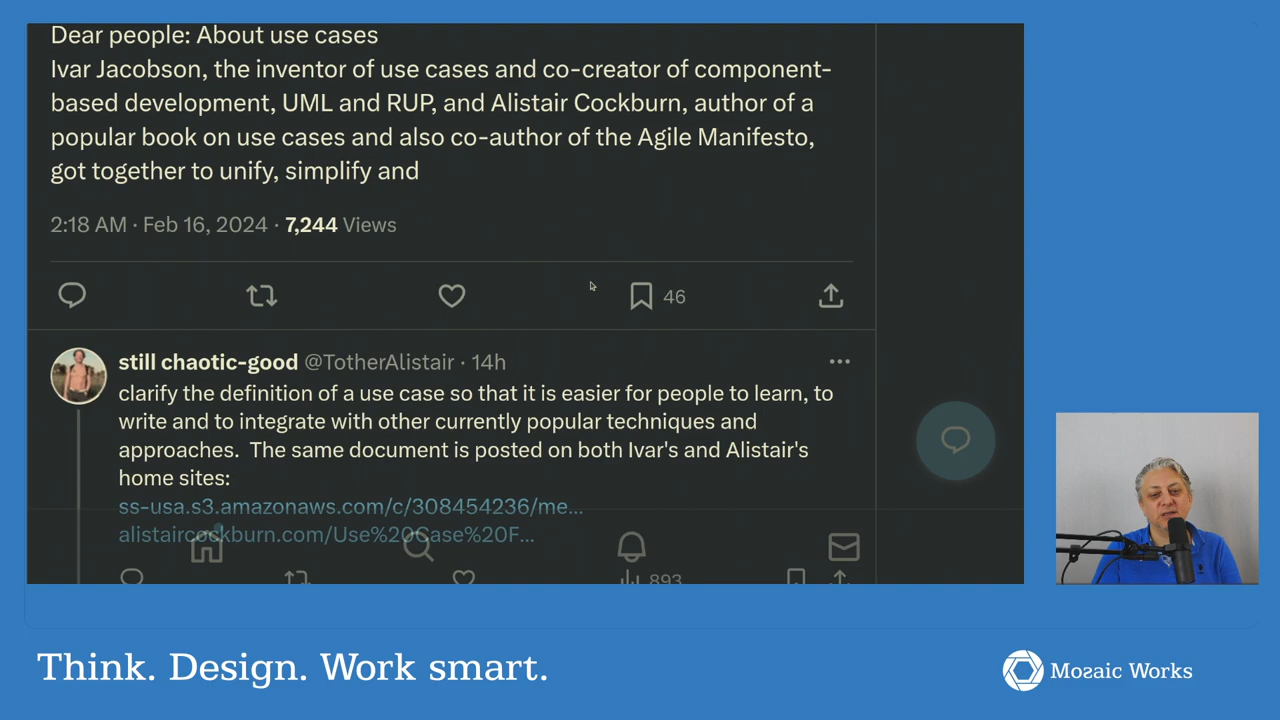 Dear people: About use cases
Ivar Jacobson, the inventor of use cases and co-creator of component-
based development, UML and RUP, and Alistair Cockburn, author of a
popular book on use cases and also co-author of the Agile Manifesto,
got together to unify, simplify and
2:18 AM · Feb 16, 2024 · 7,244 Views
46
still chaotic-good @TotherAlistair · 14h
clarify the definition of a use case so that it is easier for people to learn, to
write and to integrate with other currently popular techniques and
approaches.  The same document is posted on both Ivar's and Alistair's
home sites:
ss-usa.s3.amazonaws.com/c/308454236/me...
alistaircockburn.com/Use%20Case%20F...
893
Think. Design. Work smart.
Mozaic Works